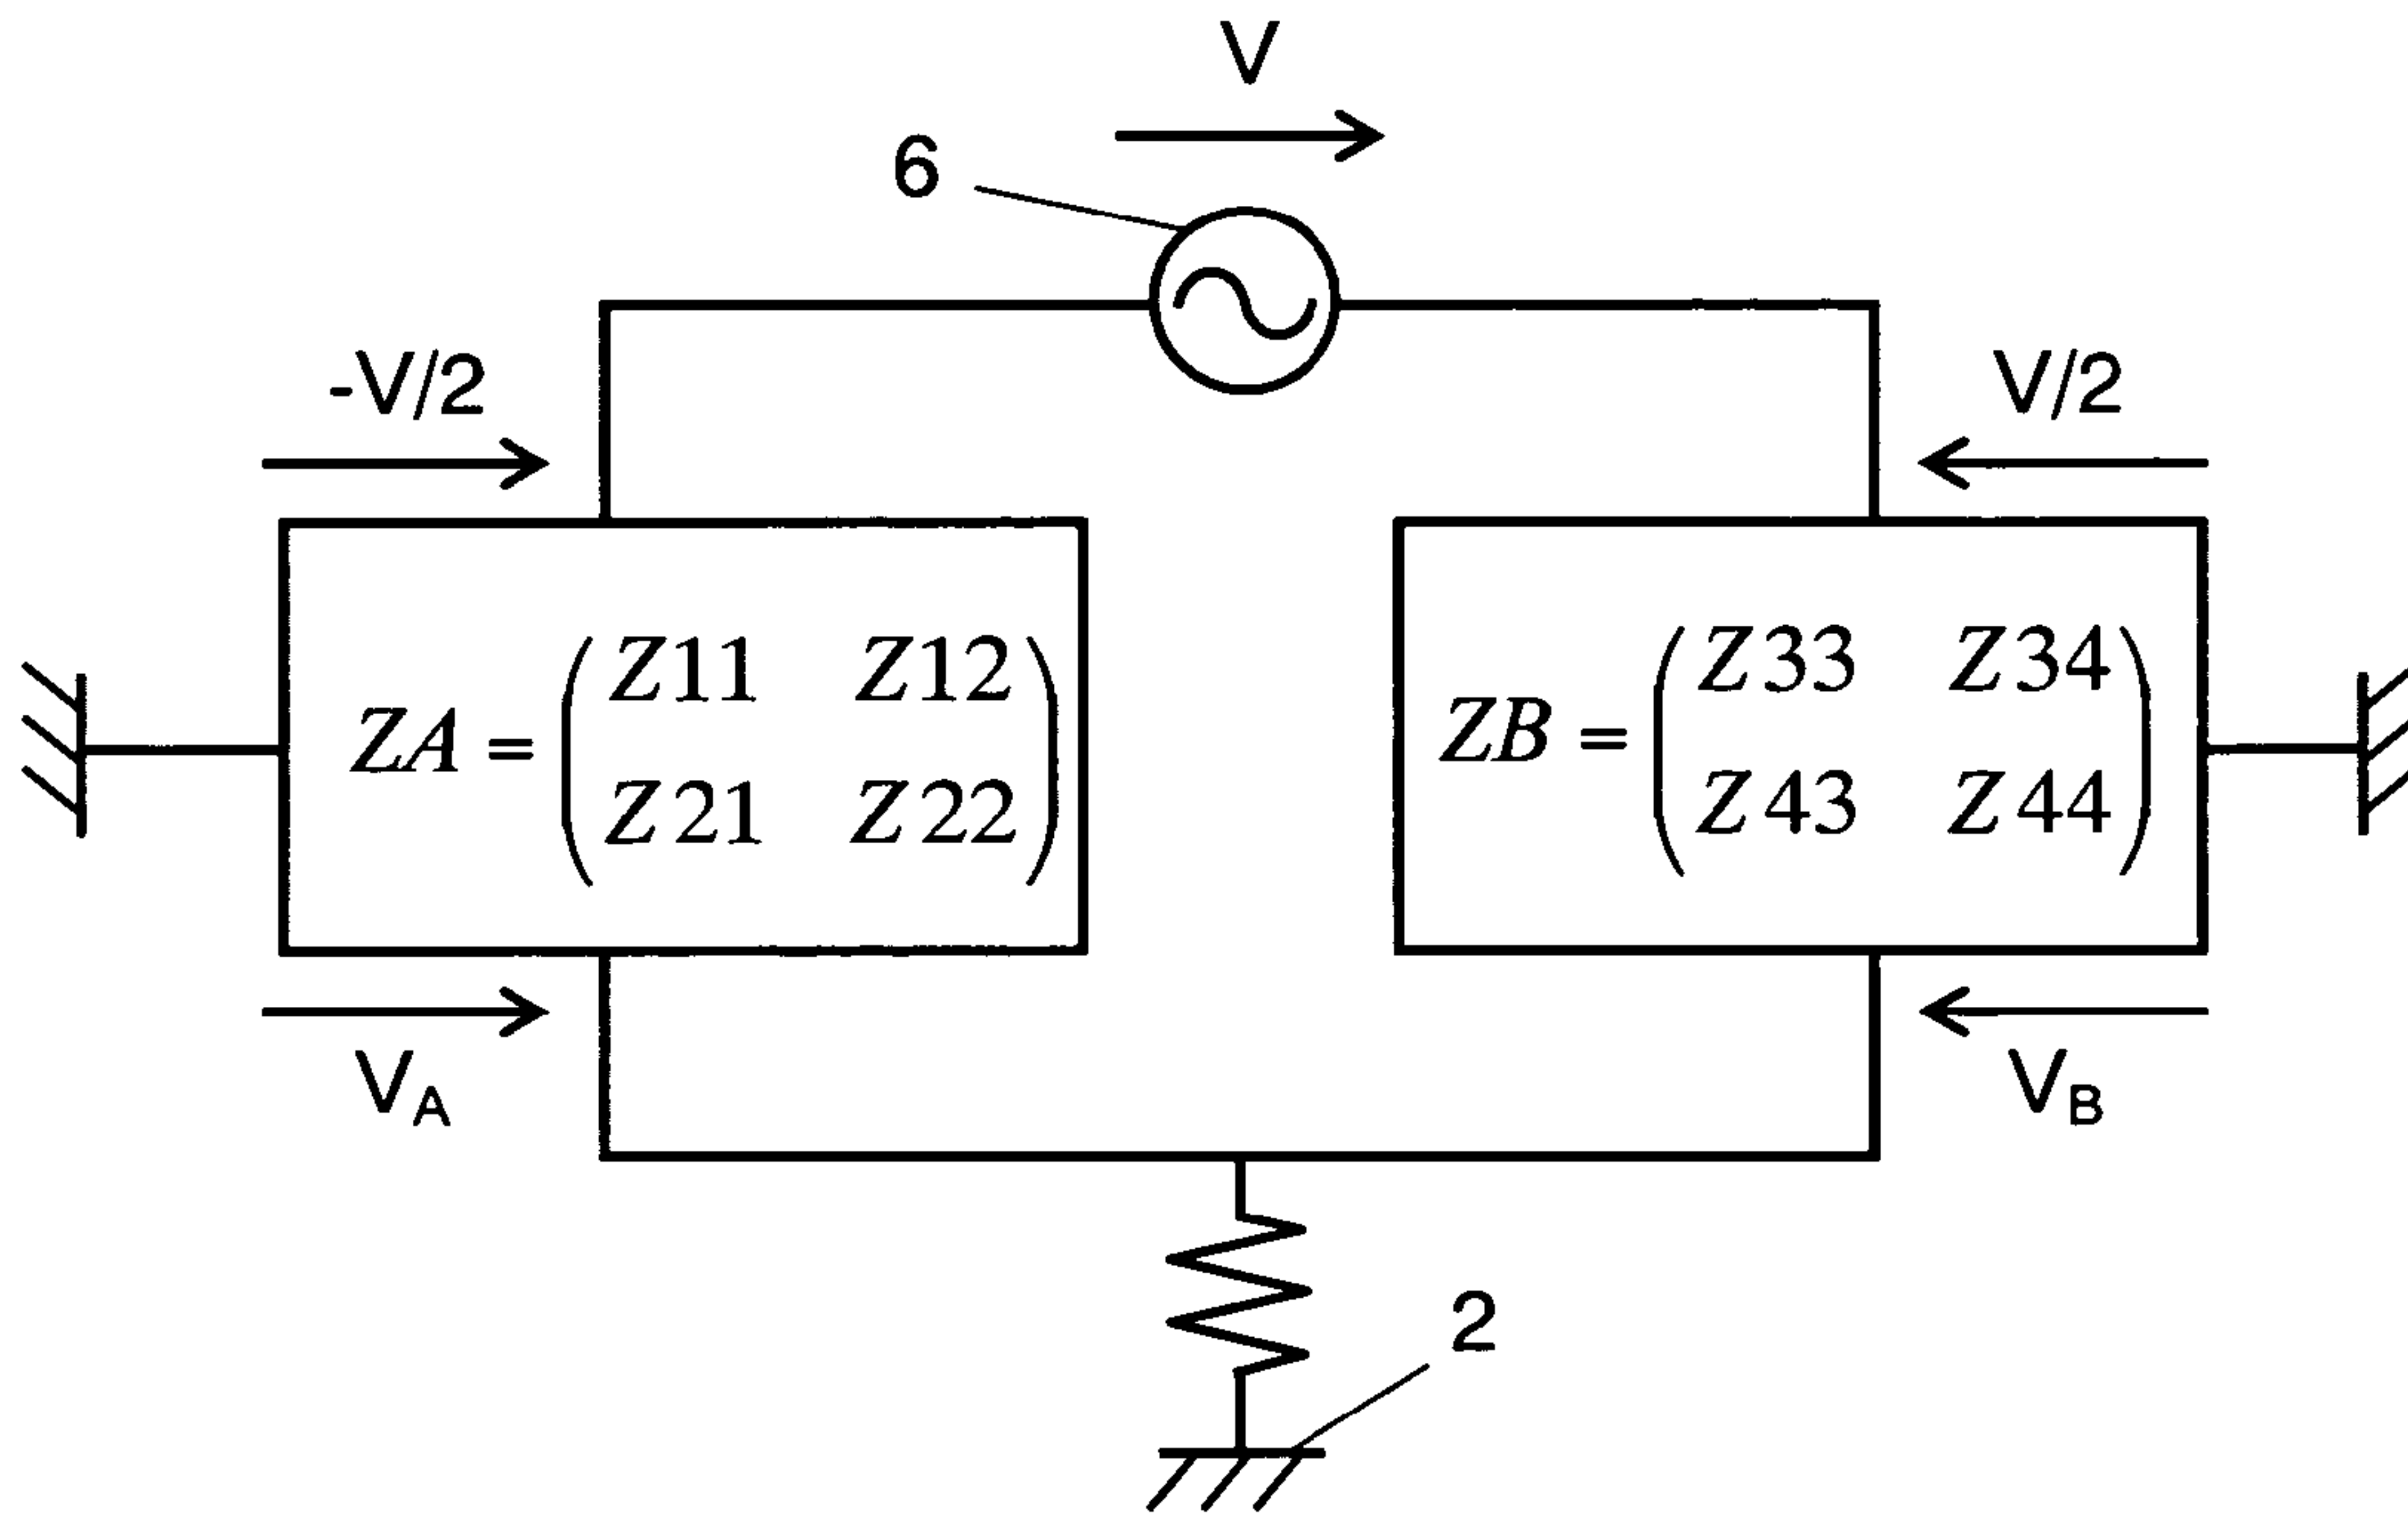 V
6
-V/2
V/2
ZA = ( Z11 Z12
Z21 Z22 )
ZB = ( Z33 Z34
Z43 Z44 )
VA
VB
2